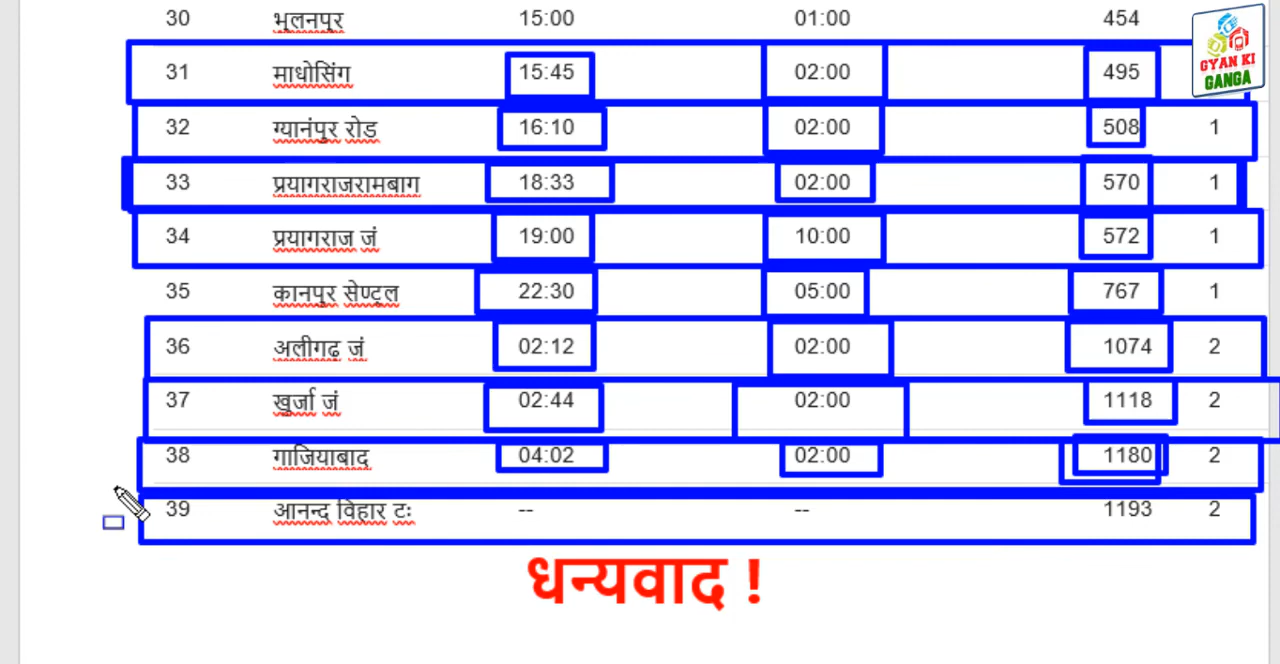 30 भूलनपुर 15:00 01:00 454
GYAN KI
GANGA
31 माधोसिंग 15:45 02:00 495
32 ग्यानंपुर रोड 16:10 02:00 508 1
33 प्रयागराजरामबाग 18:33 02:00 570 1
34 प्रयागराज जं 19:00 10:00 572 1
35 कानपुर सेण्ट्रल 22:30 05:00 767 1
36 अलीगढ़ जं 02:12 02:00 1074 2
37 खुर्जा जं 02:44 02:00 1118 2
38 गाजियाबाद 04:02 02:00 1180 2
39 आनन्द विहार टः -- -- 1193 2
धन्यवाद !